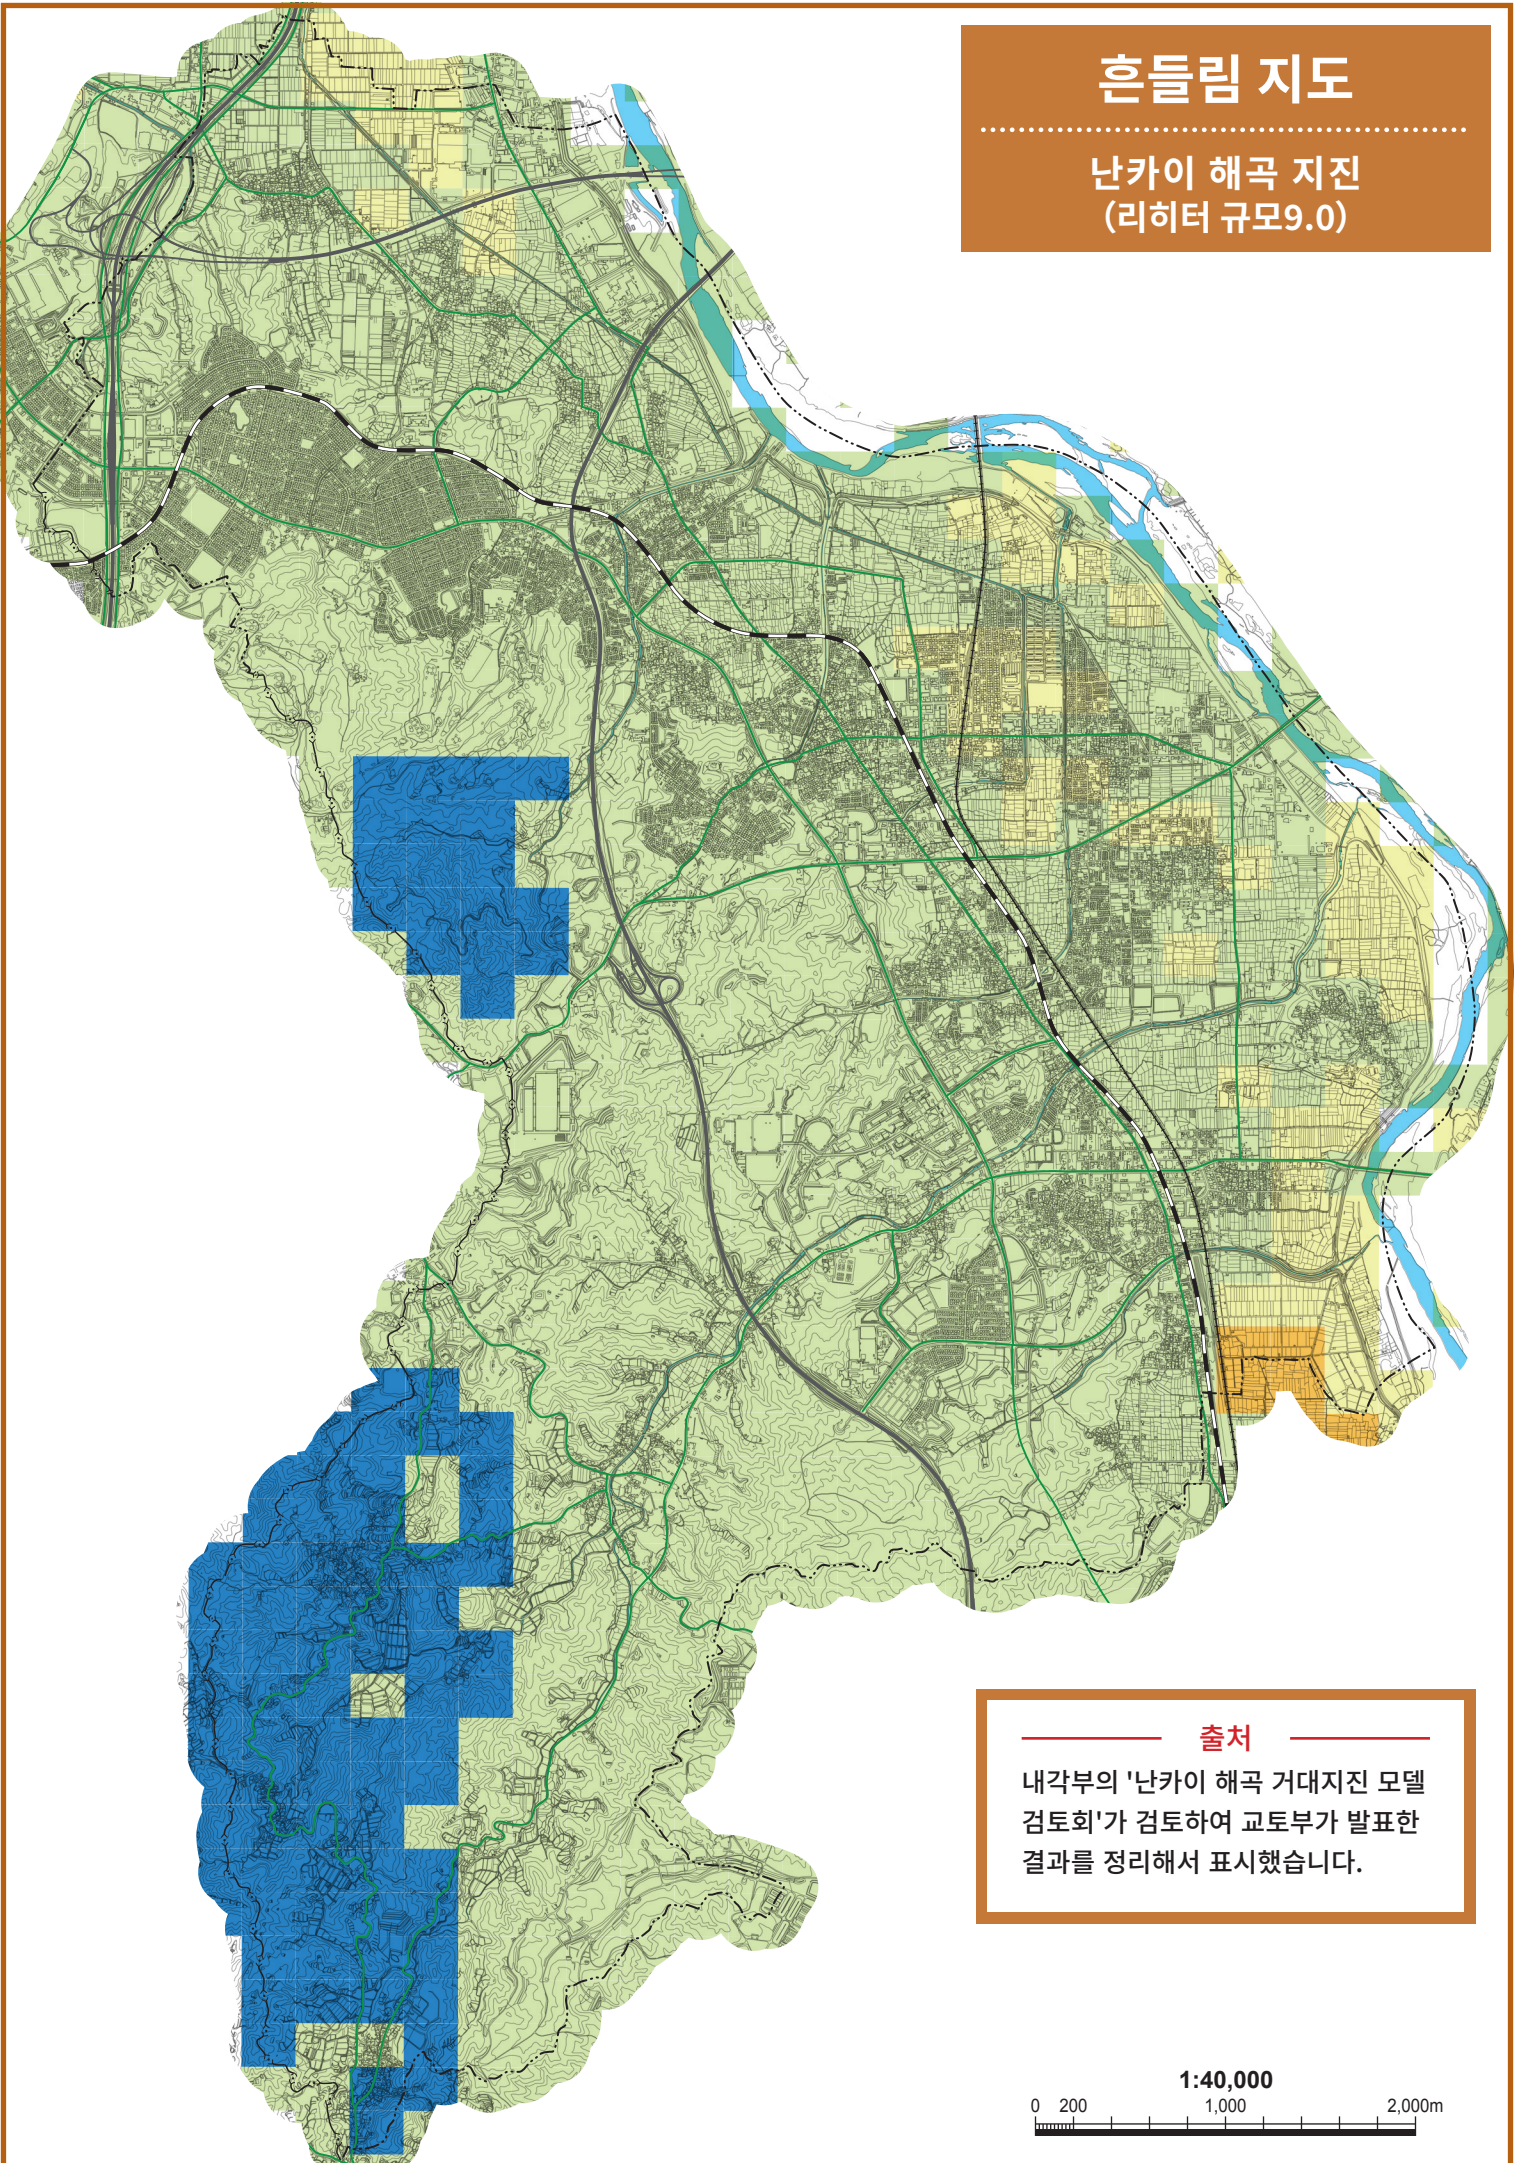 흔들림 지도
난카이 해곡 지진
(리히터 규모9.0)
출처
내각부의 '난카이 해곡 거대지진 모델
검토회'가 검토하여 교토부가 발표한
결과를 정리해서 표시했습니다.
1:40,000
0 200 1,000 2,000m